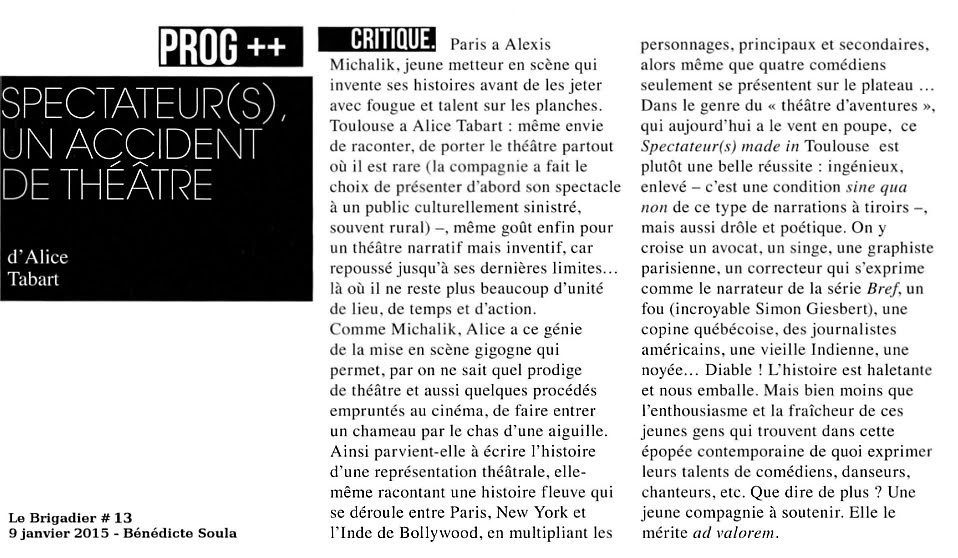 PROG ++
SPECTATEUR(S),
UN ACCIDENT
DE THÉÂTRE
d'Alice
Tabart
CRITIQUE. Paris a Alexis
Michalik, jeune metteur en scène qui
invente ses histoires avant de les jeter
avec fougue et talent sur les planches.
Toulouse a Alice Tabart : même envie
de raconter, de porter le théâtre partout
où il est rare (la compagnie a fait le
choix de présenter d'abord son spectacle
à un public culturellement sinistré,
souvent rural) –, même goût enfin pour
un théâtre narratif mais inventif, car
repoussé jusqu'à ses dernières limites…
là où il ne reste plus beaucoup d'unité
de lieu, de temps et d'action.
Comme Michalik, Alice a ce génie
de la mise en scène gigogne qui
permet, par on ne sait quel prodige
de théâtre et aussi quelques procédés
empruntés au cinéma, de faire entrer
un chameau par le chas d'une aiguille.
Ainsi parvient-elle à écrire l'histoire
d'une représentation théâtrale, elle-
même racontant une histoire fleuve qui
se déroule entre Paris, New York et
l'Inde de Bollywood, en multipliant les
personnages, principaux et secondaires,
alors même que quatre comédiens
seulement se présentent sur le plateau …
Dans le genre du « théâtre d'aventures »,
qui aujourd'hui a le vent en poupe, ce
Spectateur(s) made in Toulouse est
plutôt une belle réussite : ingénieux,
enlevé – c'est une condition sine qua
non de ce type de narrations à tiroirs –,
mais aussi drôle et poétique. On y
croise un avocat, un singe, une graphiste
parisienne, un correcteur qui s'exprime
comme le narrateur de la série Bref, un
fou (incroyable Simon Giesbert), une
copine québécoise, des journalistes
américains, une vieille Indienne, une
noyée… Diable ! L'histoire est haletante
et nous emballe. Mais bien moins que
l'enthousiasme et la fraîcheur de ces
jeunes gens qui trouvent dans cette
épopée contemporaine de quoi exprimer
leurs talents de comédiens, danseurs,
chanteurs, etc. Que dire de plus ? Une
jeune compagnie à soutenir. Elle le
mérite ad valorem.
Le Brigadier # 13
9 janvier 2015 - Bénédicte Soula